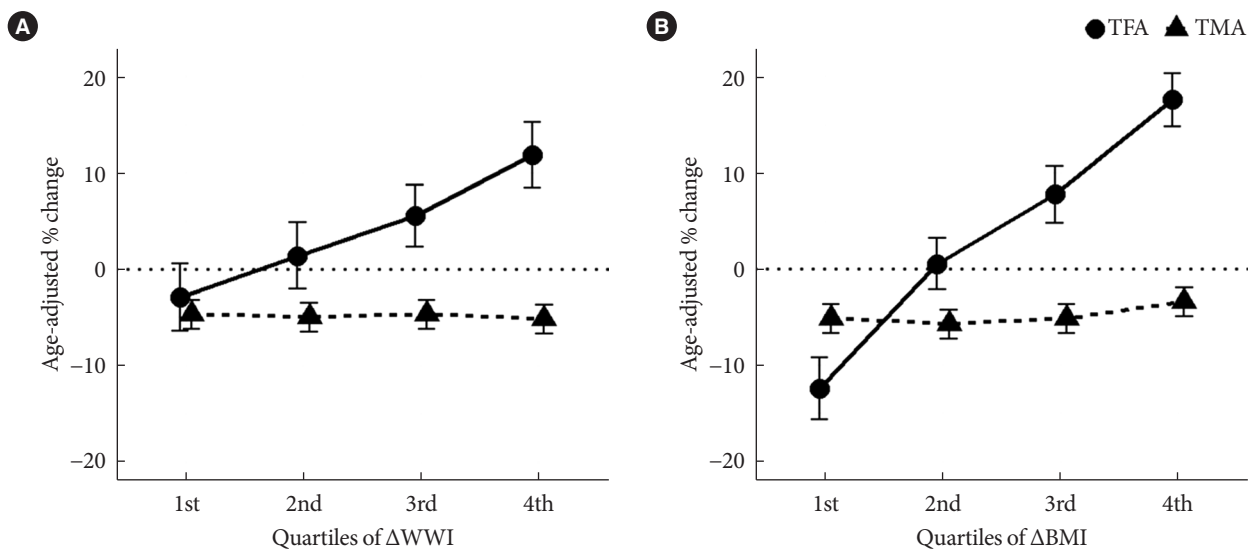 A
Age-adjusted % change
20
10
0
−10
−20
1st 2nd 3rd 4th
Quartiles of ΔWWI
B
TFA TMA
Age-adjusted % change
20
10
0
−10
−20
1st 2nd 3rd 4th
Quartiles of ΔBMI